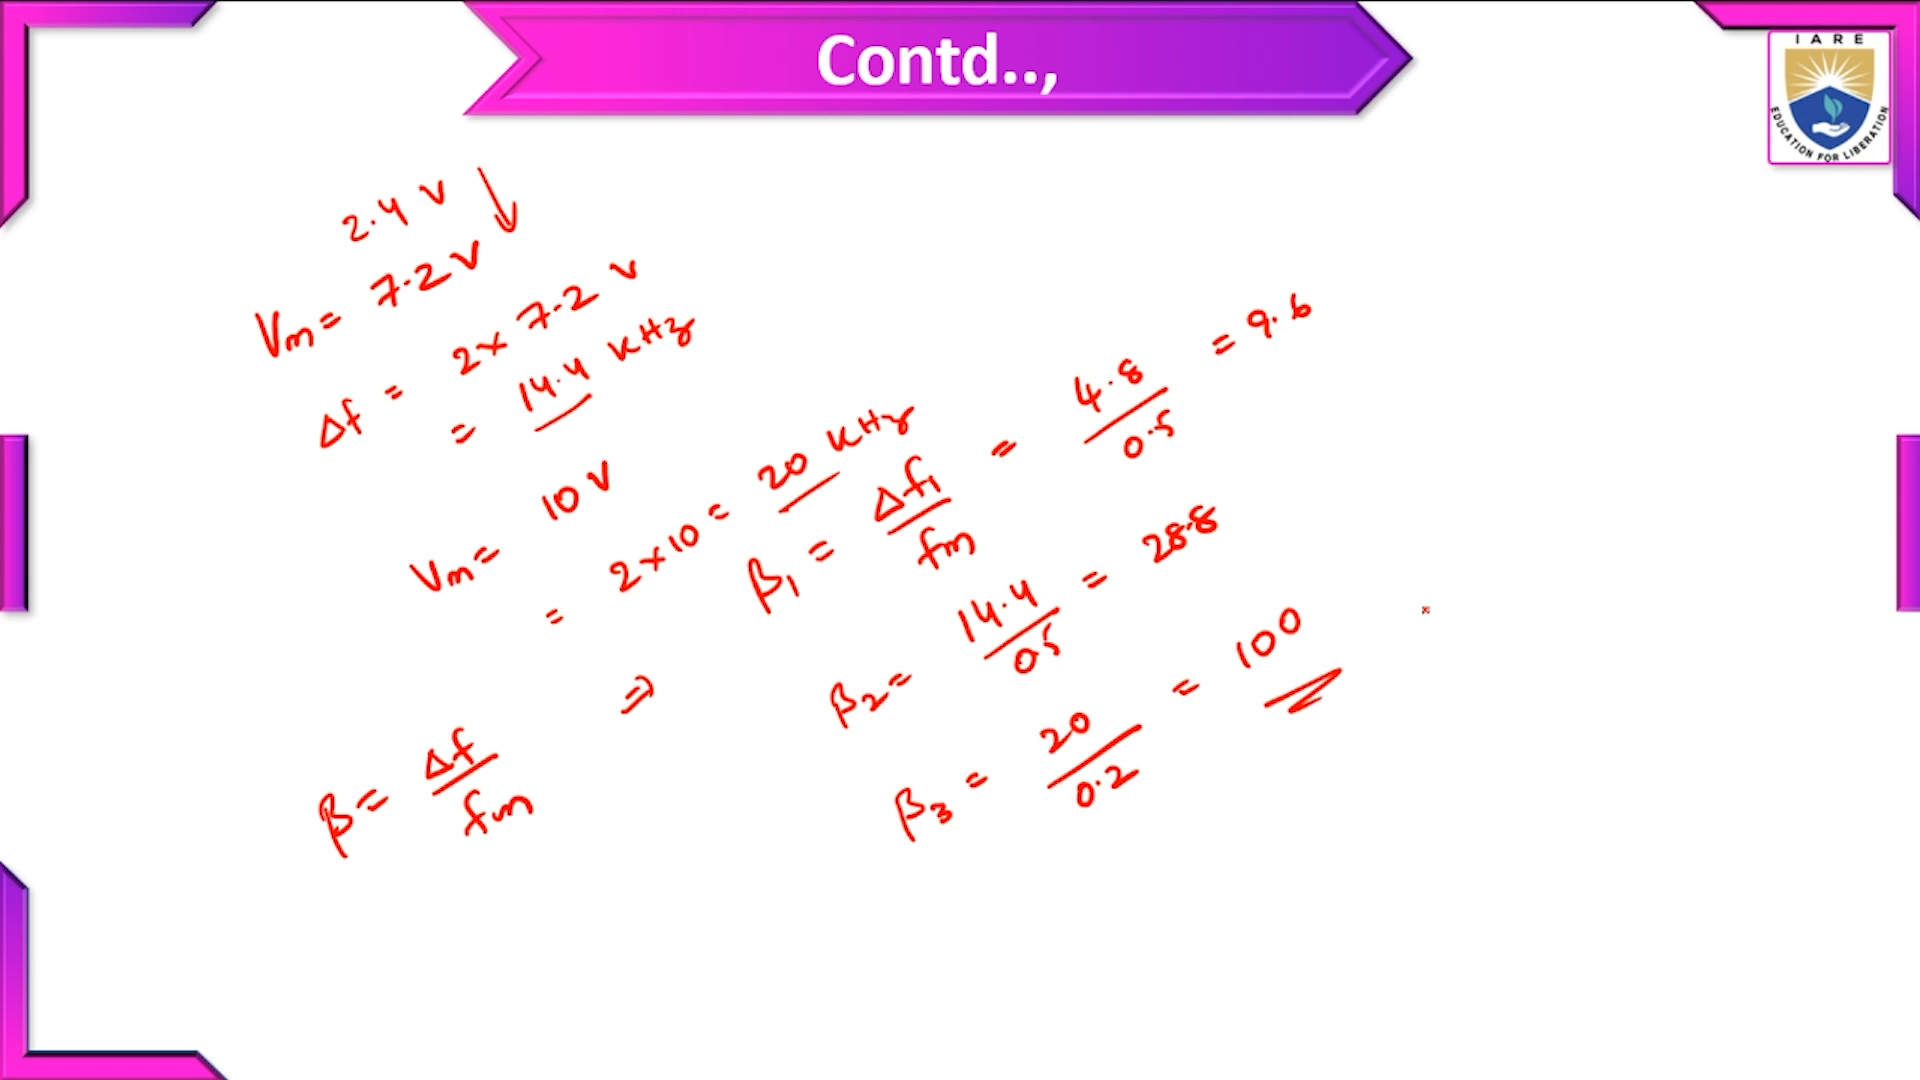 Contd..,
I A R E
EDUCATION FOR LIBERATION
2.4 V
Vm = 7.2 V
Δf = 2 x 7.2 V
= 14.4 KHz
Vm = 10 V
= 2 x 10 = 20 KHz
β = Δf / fm ⇒
β1 = Δf1 / fm = 4.8 / 0.5 = 9.6
β2 = 14.4 / 0.5 = 28.8
β3 = 20 / 0.2 = 100